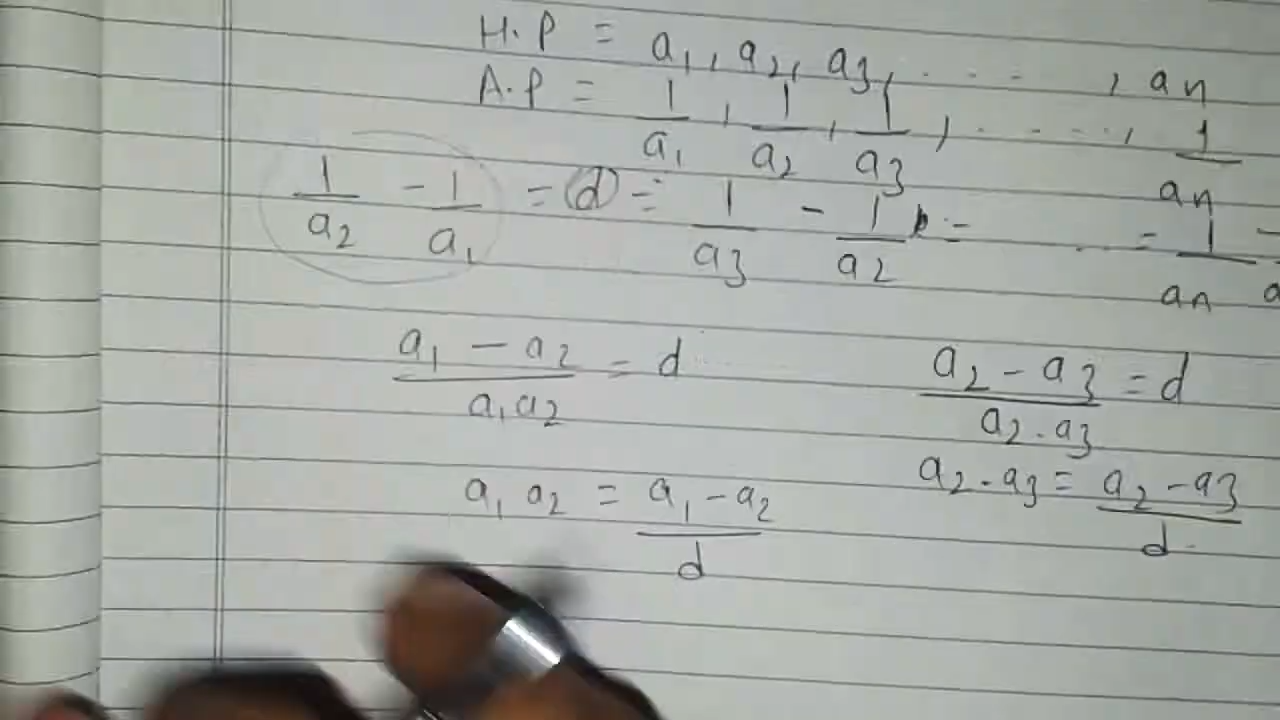 H.P = a1, a2, a3, . . . . , an
A.P = 1/a1, 1/a2, 1/a3, . . . . ., 1/an
1/a2 - 1/a1 = d = 1/a3 - 1/a2 = . . . = 1/an -
(a1 - a2)/(a1a2) = d
(a2 - a3)/(a2.a3) = d
a1 a2 = (a1 - a2)/d
a2.a3 = (a2 - a3)/d